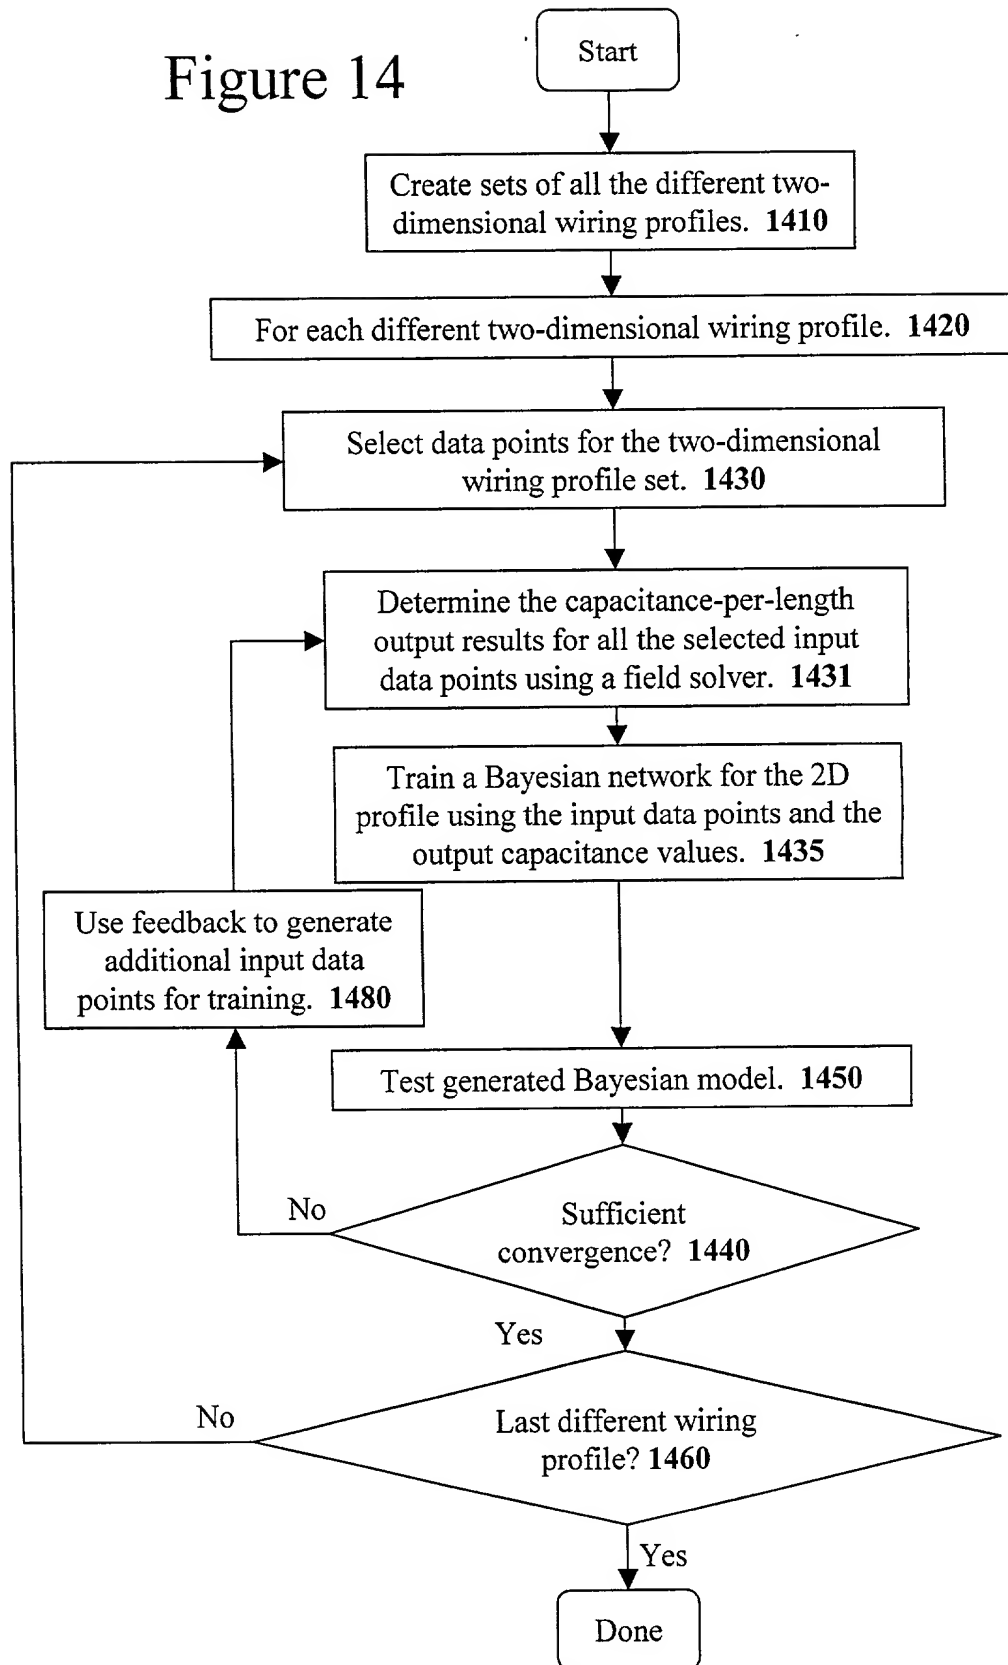 Figure 14
Start
Create sets of all the different two-
dimensional wiring profiles. 1410
For each different two-dimensional wiring profile. 1420
Select data points for the two-dimensional
wiring profile set. 1430
Determine the capacitance-per-length
output results for all the selected input
data points using a field solver. 1431
Train a Bayesian network for the 2D
profile using the input data points and the
output capacitance values. 1435
Use feedback to generate
additional input data
points for training. 1480
Test generated Bayesian model. 1450
No
Sufficient
convergence? 1440
Yes
No
Last different wiring
profile? 1460
Yes
Done